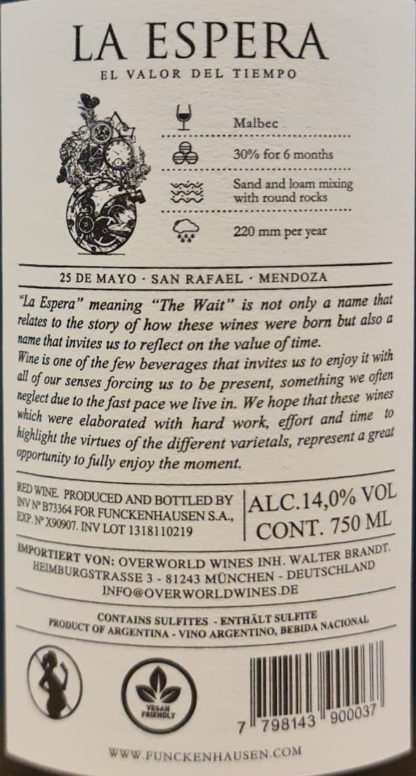 LA ESPERA
EL VALOR DEL TIEMPO
Malbec
30% for 6 months
Sand and loam mixing
with round rocks
220 mm per year
25 DE MAYO · SAN RAFAEL · MENDOZA
"La Espera" meaning "The Wait" is not only a name that
relates to the story of how these wines were born but also a
name that invites us to reflect on the value of time.
Wine is one of the few beverages that invites us to enjoy it with
all of our senses forcing us to be present, something we often
neglect due to the fast pace we live in. We hope that these wines
which were elaborated with hard work, effort and time to
highlight the virtues of the different varietals, represent a great
opportunity to fully enjoy the moment.
RED WINE. PRODUCED AND BOTTLED BY
INV Nº B73364 FOR FUNCKENHAUSEN S.A.,
EXP. Nº X90907. INV LOT 1318110219
ALC.14,0% VOL
CONT. 750 ML
IMPORTIERT VON: OVERWORLD WINES INH. WALTER BRANDT.
HEIMBURGSTRASSE 3 - 81243 MÜNCHEN - DEUTSCHLAND
INFO@OVERWORLDWINES.DE
CONTAINS SULFITES - ENTHÄLT SULFITE
PRODUCT OF ARGENTINA - VINO ARGENTINO, BEBIDA NACIONAL
VEGAN
FRIENDLY
7 798143 900037
WWW.FUNCKENHAUSEN.COM